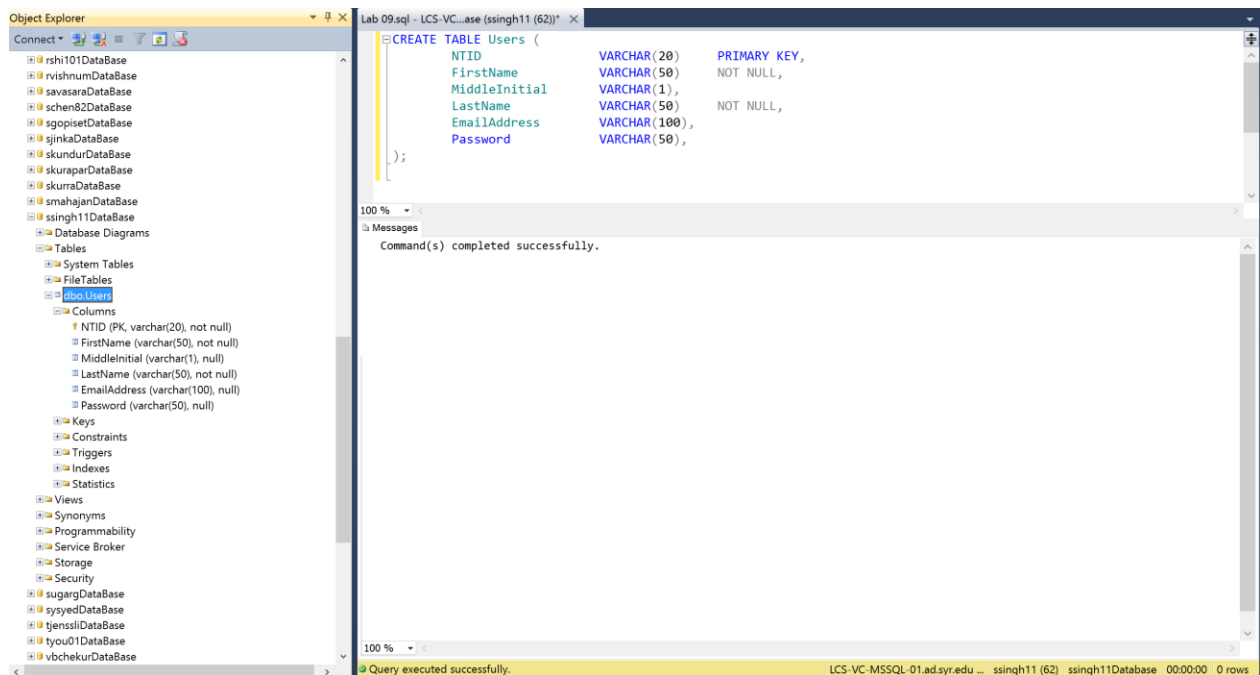 Object Explorer
Connect
rshi101DataBase
rvishnumDataBase
savasaraDataBase
schen82DataBase
sgopisetDataBase
sjinkaDataBase
skundurDataBase
skuraparDataBase
skurraDataBase
smahajanDataBase
ssingh11DataBase
Database Diagrams
Tables
System Tables
FileTables
dbo.Users
Columns
NTID (PK, varchar(20), not null)
FirstName (varchar(50), not null)
MiddleInitial (varchar(1), null)
LastName (varchar(50), not null)
EmailAddress (varchar(100), null)
Password (varchar(50), null)
Keys
Constraints
Triggers
Indexes
Statistics
Views
Synonyms
Programmability
Service Broker
Storage
Security
sugargDataBase
sysyedDataBase
tjenssliDataBase
tyou01DataBase
vbchekurDataBase
Lab 09.sql - LCS-VC...ase (ssingh11 (62))*
CREATE TABLE Users (
NTID VARCHAR(20) PRIMARY KEY,
FirstName VARCHAR(50) NOT NULL,
MiddleInitial VARCHAR(1),
LastName VARCHAR(50) NOT NULL,
EmailAddress VARCHAR(100),
Password VARCHAR(50),
);
100 %
Messages
Command(s) completed successfully.
100 %
Query executed successfully. LCS-VC-MSSQL-01.ad.syr.edu ... ssingh11 (62) ssingh11Database 00:00:00 0 rows